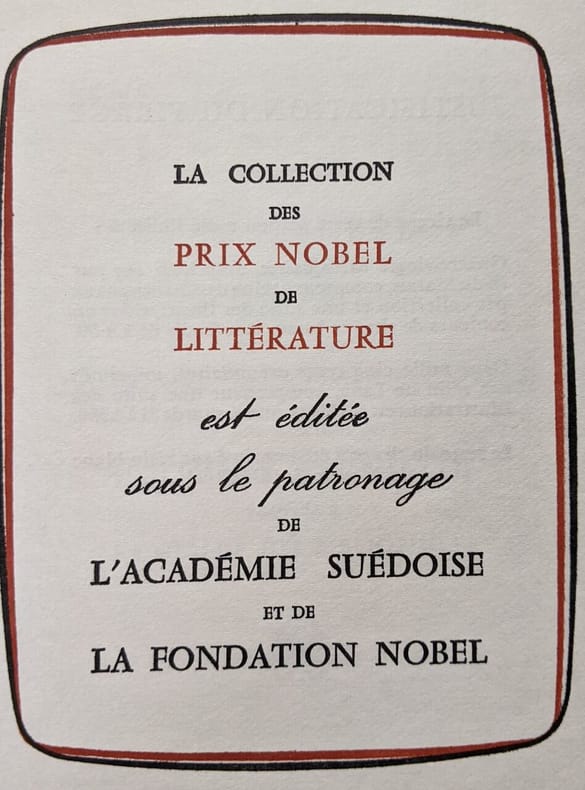 LA COLLECTION
DES
PRIX NOBEL
DE
LITTÉRATURE
est éditée
sous le patronage
DE
L'ACADÉMIE SUÉDOISE
ET DE
LA FONDATION NOBEL